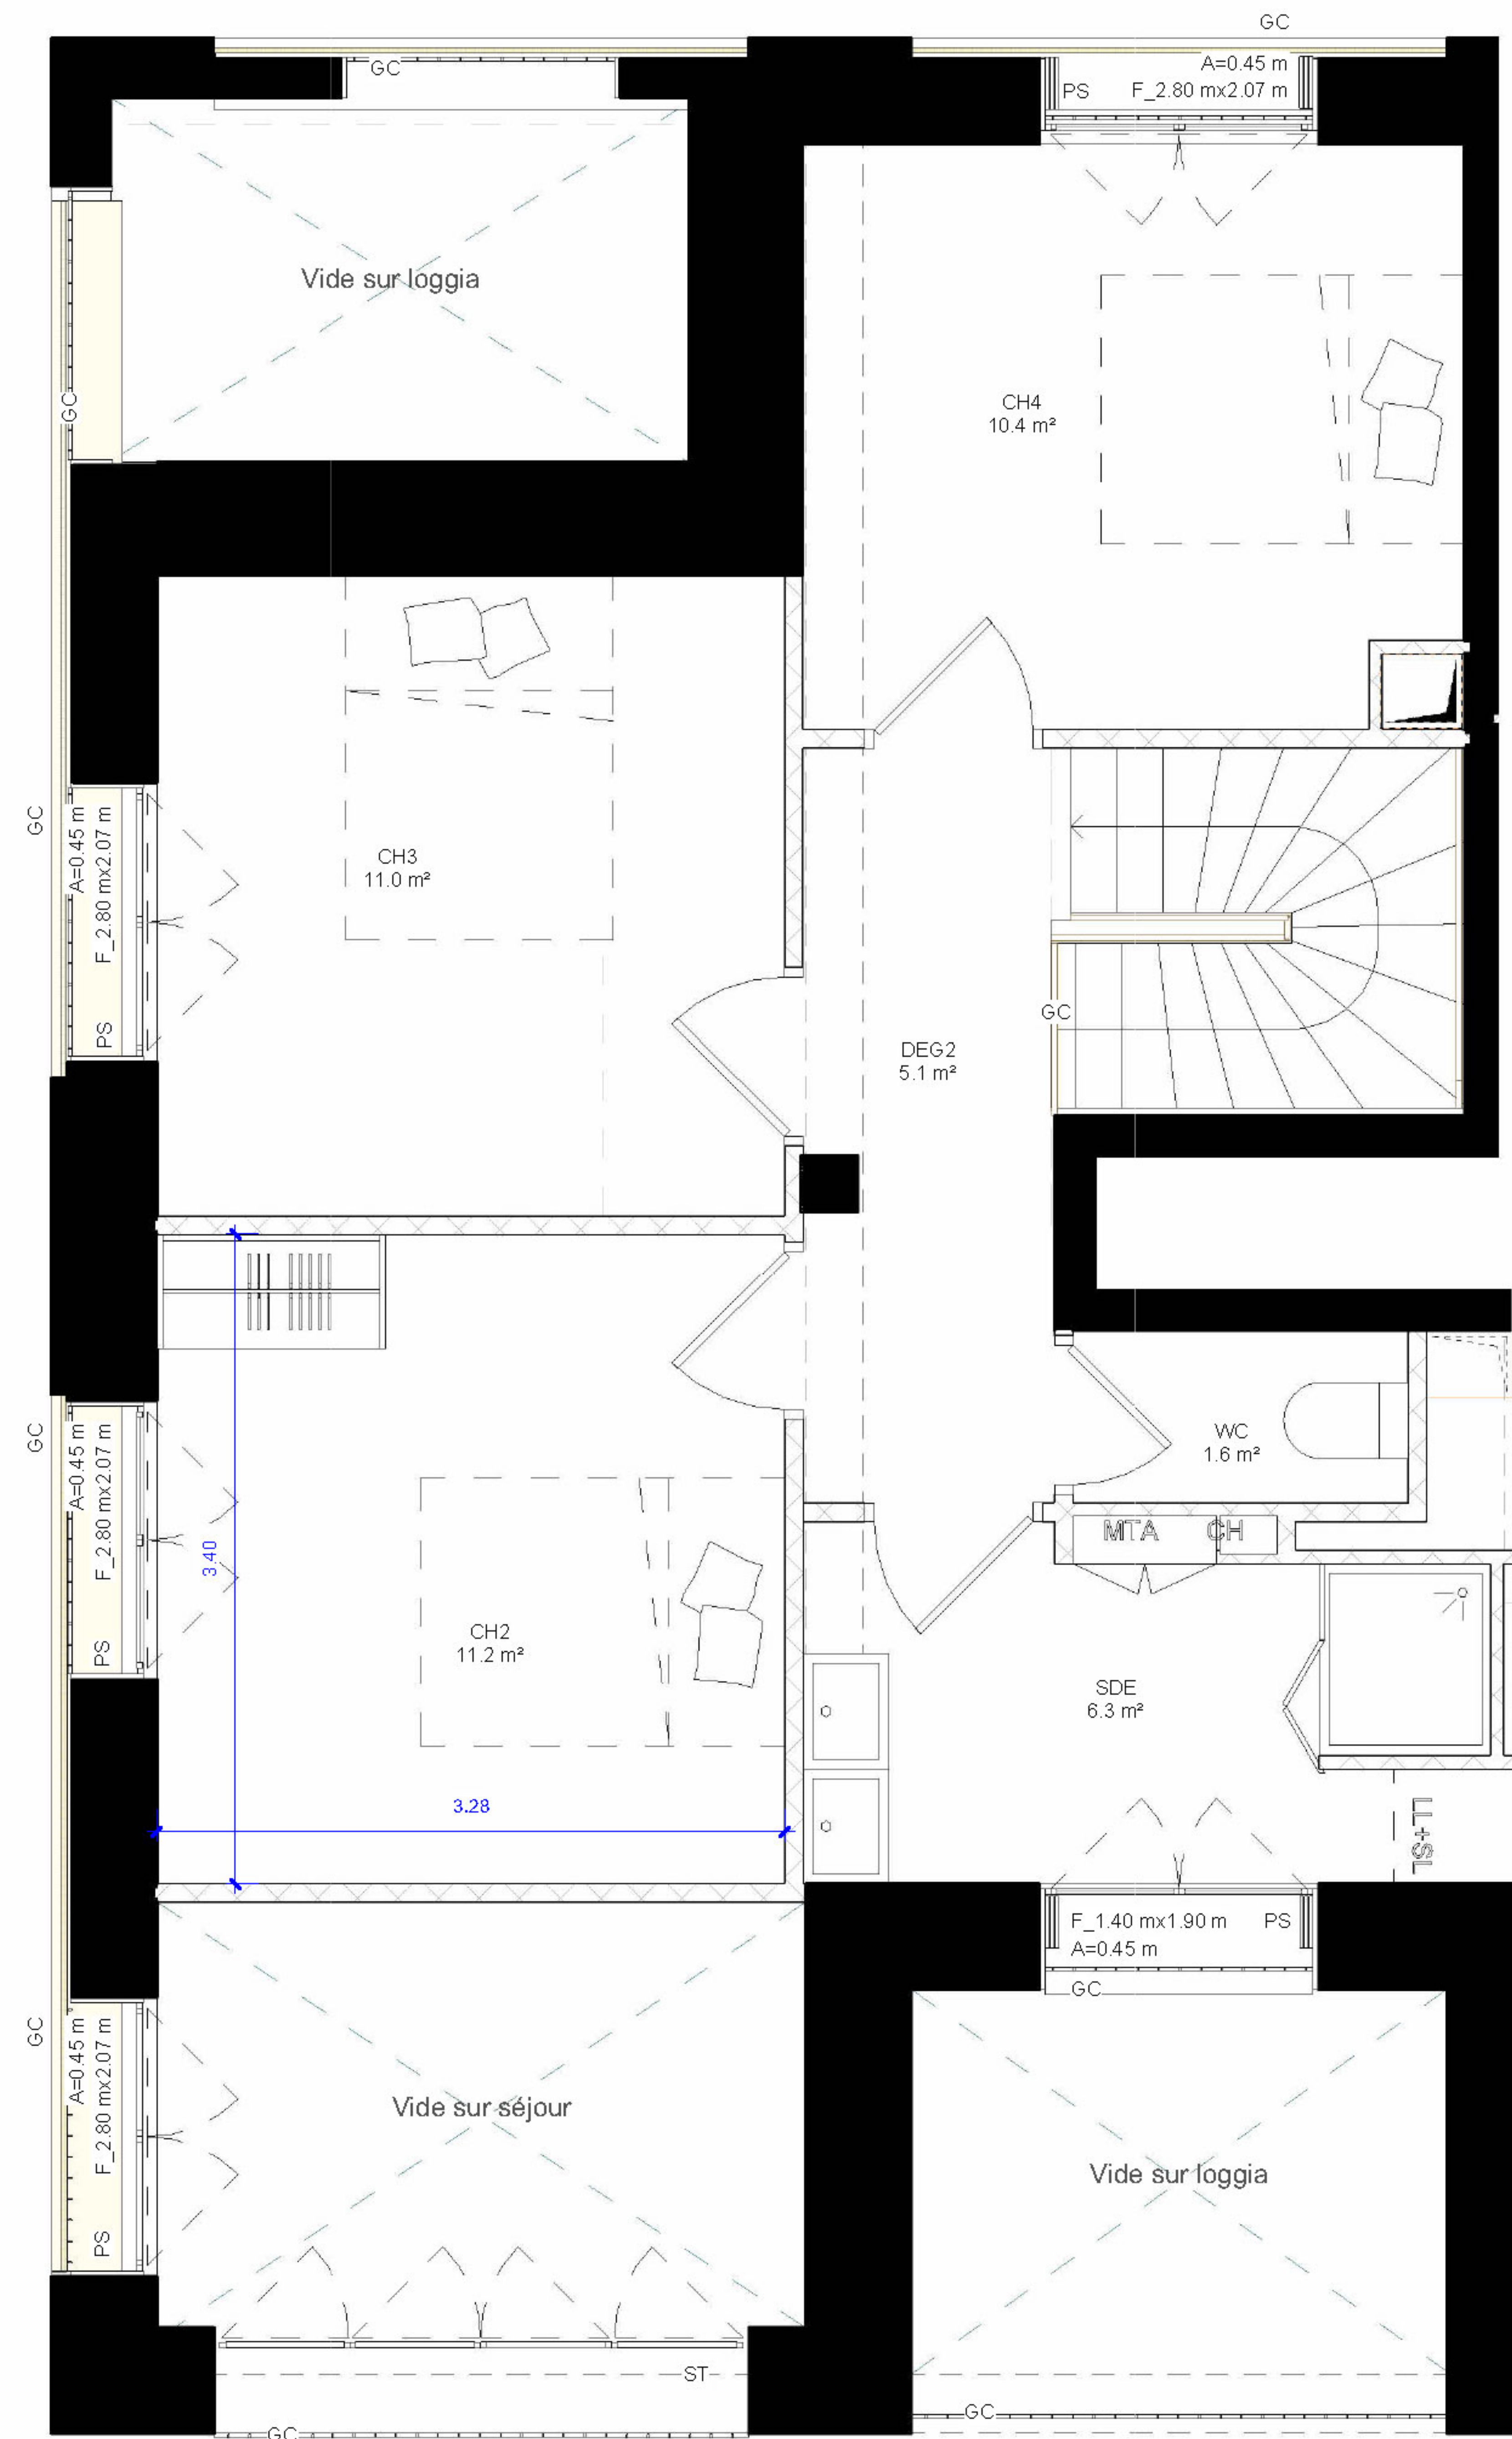 GC
GC
A=0.45 m
PS
F_2.80 mx2.07 m
Vide sur loggia
GC
CH4
10.4 m²
GC
A=0.45 m
F_2.80 mx2.07 m
PS
CH3
11.0 m²
GC
DEG2
5.1 m²
GC
A=0.45 m
F_2.80 mx2.07 m
PS
3.40
WC
1.6 m²
MTA
CH
CH2
11.2 m²
SDE
6.3 m²
3.28
LL+SL
F_1.40 mx1.90 m
PS
A=0.45 m
GC
GC
A=0.45 m
F_2.80 mx2.07 m
PS
Vide sur séjour
Vide sur loggia
ST
GC
GC